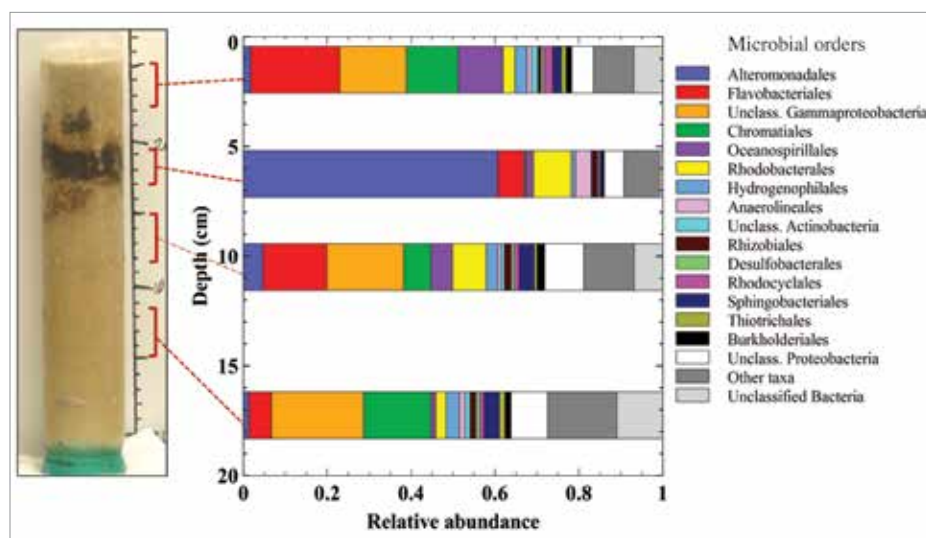 0
5
10
15
20
Depth (cm)
0
0.2
0.4
0.6
0.8
1
Relative abundance
Microbial orders
Alteromonadales
Flavobacteriales
Unclass. Gammaproteobacteria
Chromatiales
Oceanospirillales
Rhodobacterales
Hydrogenophilales
Anaerolineales
Unclass. Actinobacteria
Rhizobiales
Desulfobacterales
Rhodocyclales
Sphingobacteriales
Thiotrichales
Burkholderiales
Unclass. Proteobacteria
Other taxa
Unclassified Bacteria